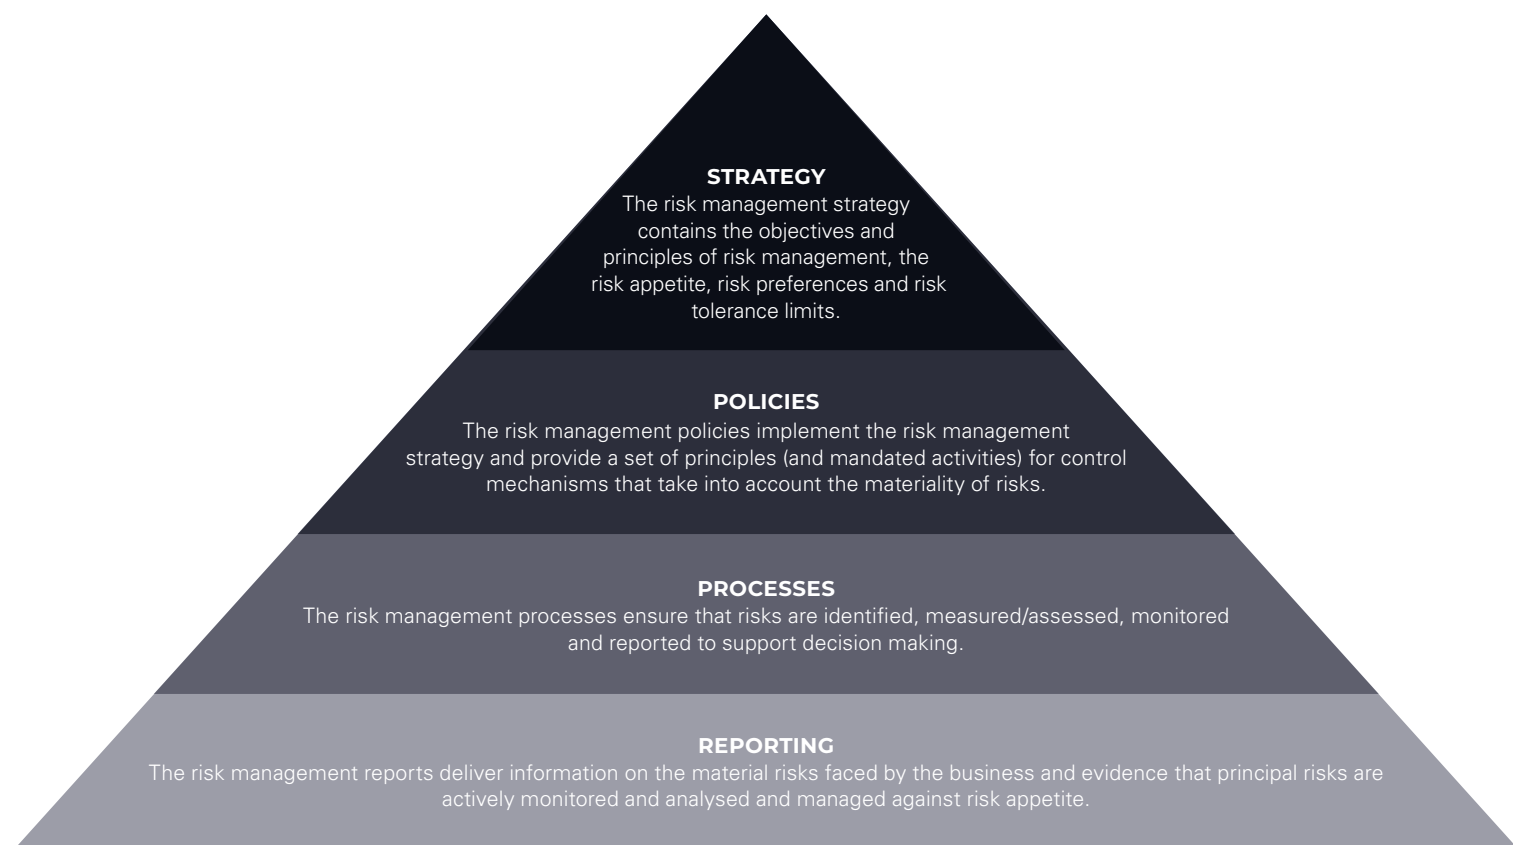 STRATEGY
The risk management strategy
contains the objectives and
principles of risk management, the
risk appetite, risk preferences and risk
tolerance limits.
POLICIES
The risk management policies implement the risk management
strategy and provide a set of principles (and mandated activities) for control
mechanisms that take into account the materiality of risks.
PROCESSES
The risk management processes ensure that risks are identified, measured/assessed, monitored
and reported to support decision making.
REPORTING
The risk management reports deliver information on the material risks faced by the business and evidence that principal risks are
actively monitored and analysed and managed against risk appetite.